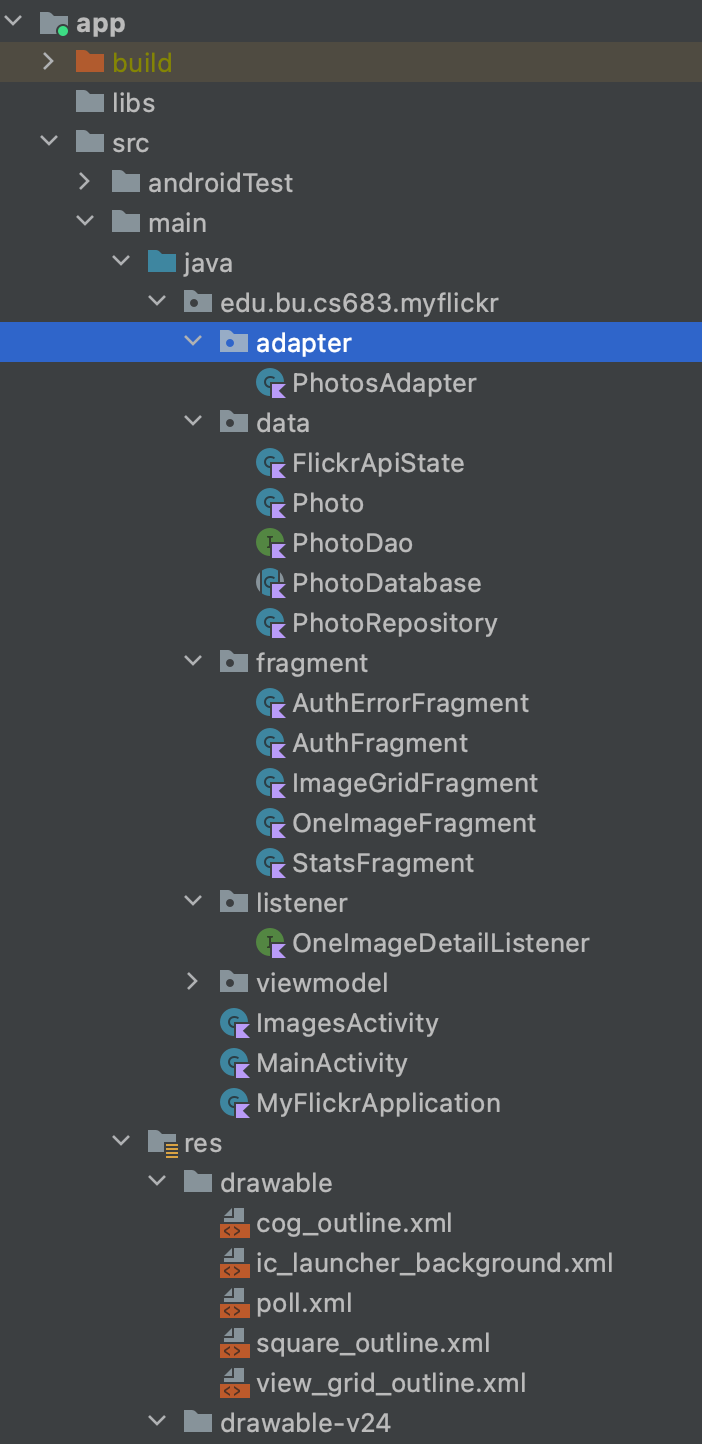 app
build
libs
src
androidTest
main
java
edu.bu.cs683.myflickr
adapter
PhotosAdapter
data
FlickrApiState
Photo
PhotoDao
PhotoDatabase
PhotoRepository
fragment
AuthErrorFragment
AuthFragment
ImageGridFragment
OneImageFragment
StatsFragment
listener
OneImageDetailListener
viewmodel
ImagesActivity
MainActivity
MyFlickrApplication
res
drawable
cog_outline.xml
ic_launcher_background.xml
poll.xml
square_outline.xml
view_grid_outline.xml
drawable-v24